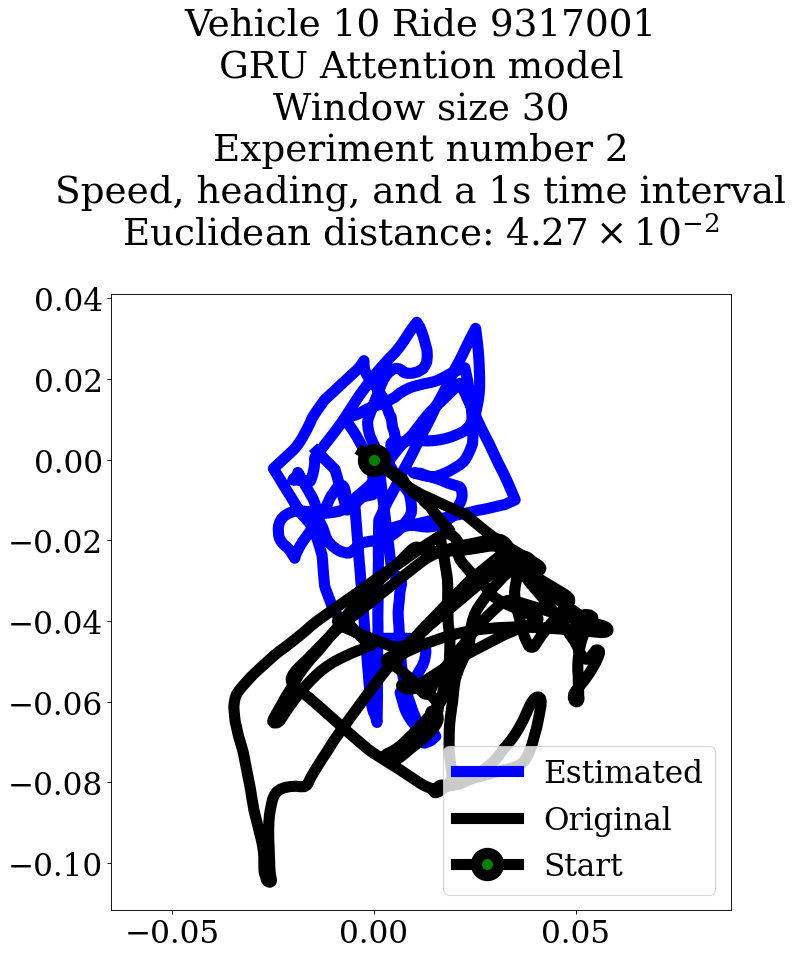 Vehicle 10 Ride 9317001
GRU Attention model
Window size 30
Experiment number 2
Speed, heading, and a 1s time interval
Euclidean distance: 4.27 × 10⁻²
0.04
0.02
0.00
−0.02
−0.04
−0.06
−0.08
−0.10
Estimated
Original
Start
−0.05 0.00 0.05